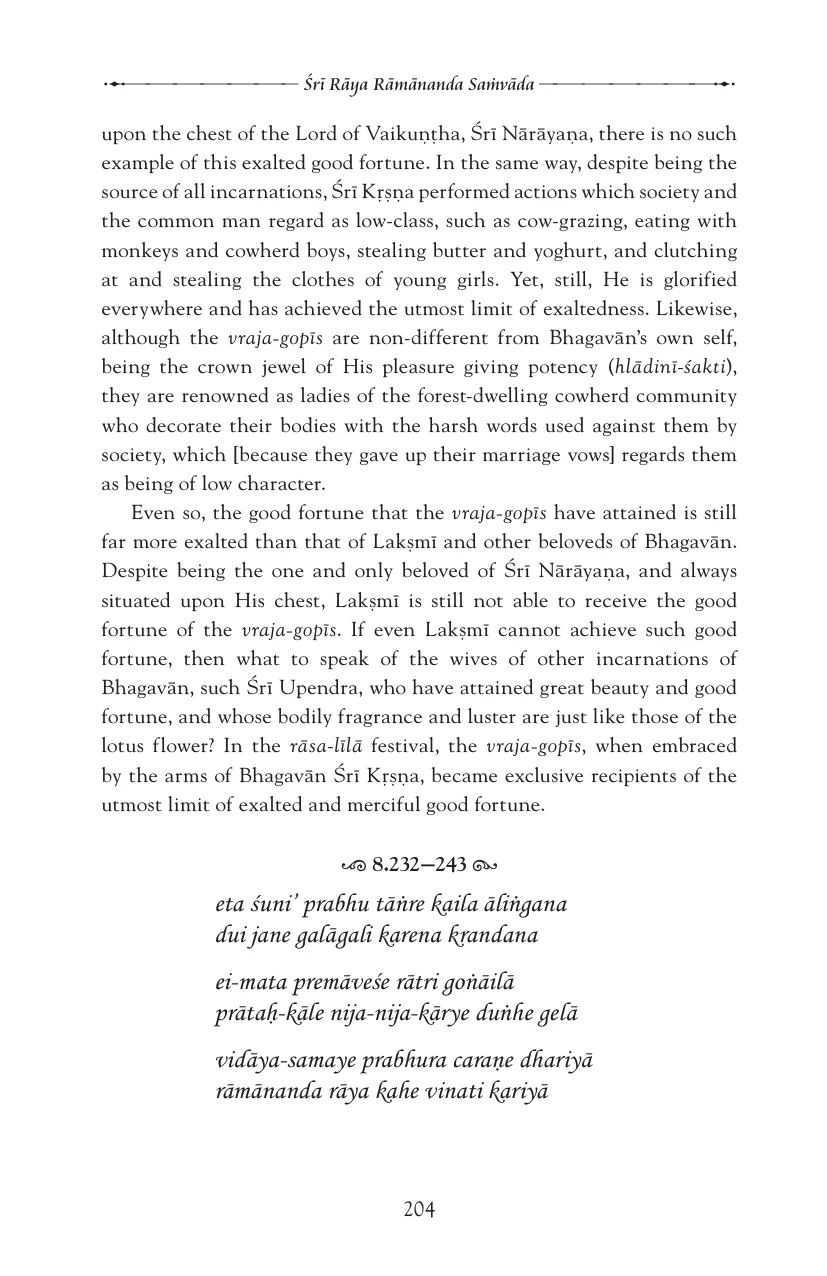 Śrī Rāya Rāmānanda Saṁvāda
upon the chest of the Lord of Vaikuṇṭha, Śrī Nārāyaṇa, there is no such
example of this exalted good fortune. In the same way, despite being the
source of all incarnations, Śrī Kṛṣṇa performed actions which society and
the common man regard as low-class, such as cow-grazing, eating with
monkeys and cowherd boys, stealing butter and yoghurt, and clutching
at and stealing the clothes of young girls. Yet, still, He is glorified
everywhere and has achieved the utmost limit of exaltedness. Likewise,
although the vraja-gopīs are non-different from Bhagavān’s own self,
being the crown jewel of His pleasure giving potency (hlādinī-śakti),
they are renowned as ladies of the forest-dwelling cowherd community
who decorate their bodies with the harsh words used against them by
society, which [because they gave up their marriage vows] regards them
as being of low character.
Even so, the good fortune that the vraja-gopīs have attained is still
far more exalted than that of Lakṣmī and other beloveds of Bhagavān.
Despite being the one and only beloved of Śrī Nārāyaṇa, and always
situated upon His chest, Lakṣmī is still not able to receive the good
fortune of the vraja-gopīs. If even Lakṣmī cannot achieve such good
fortune, then what to speak of the wives of other incarnations of
Bhagavān, such Śrī Upendra, who have attained great beauty and good
fortune, and whose bodily fragrance and luster are just like those of the
lotus flower? In the rāsa-līlā festival, the vraja-gopīs, when embraced
by the arms of Bhagavān Śrī Kṛṣṇa, became exclusive recipients of the
utmost limit of exalted and merciful good fortune.
8.232–243
eta śuni’ prabhu tāṅre kaila āliṅgana
dui jane galāgali karena krandana
ei-mata premāveśe rātri goṅāilā
prātaḥ-kāle nija-nija-kārye duṅhe gelā
vidāya-samaye prabhura caraṇe dhariyā
rāmānanda rāya kahe vinati kariyā
204